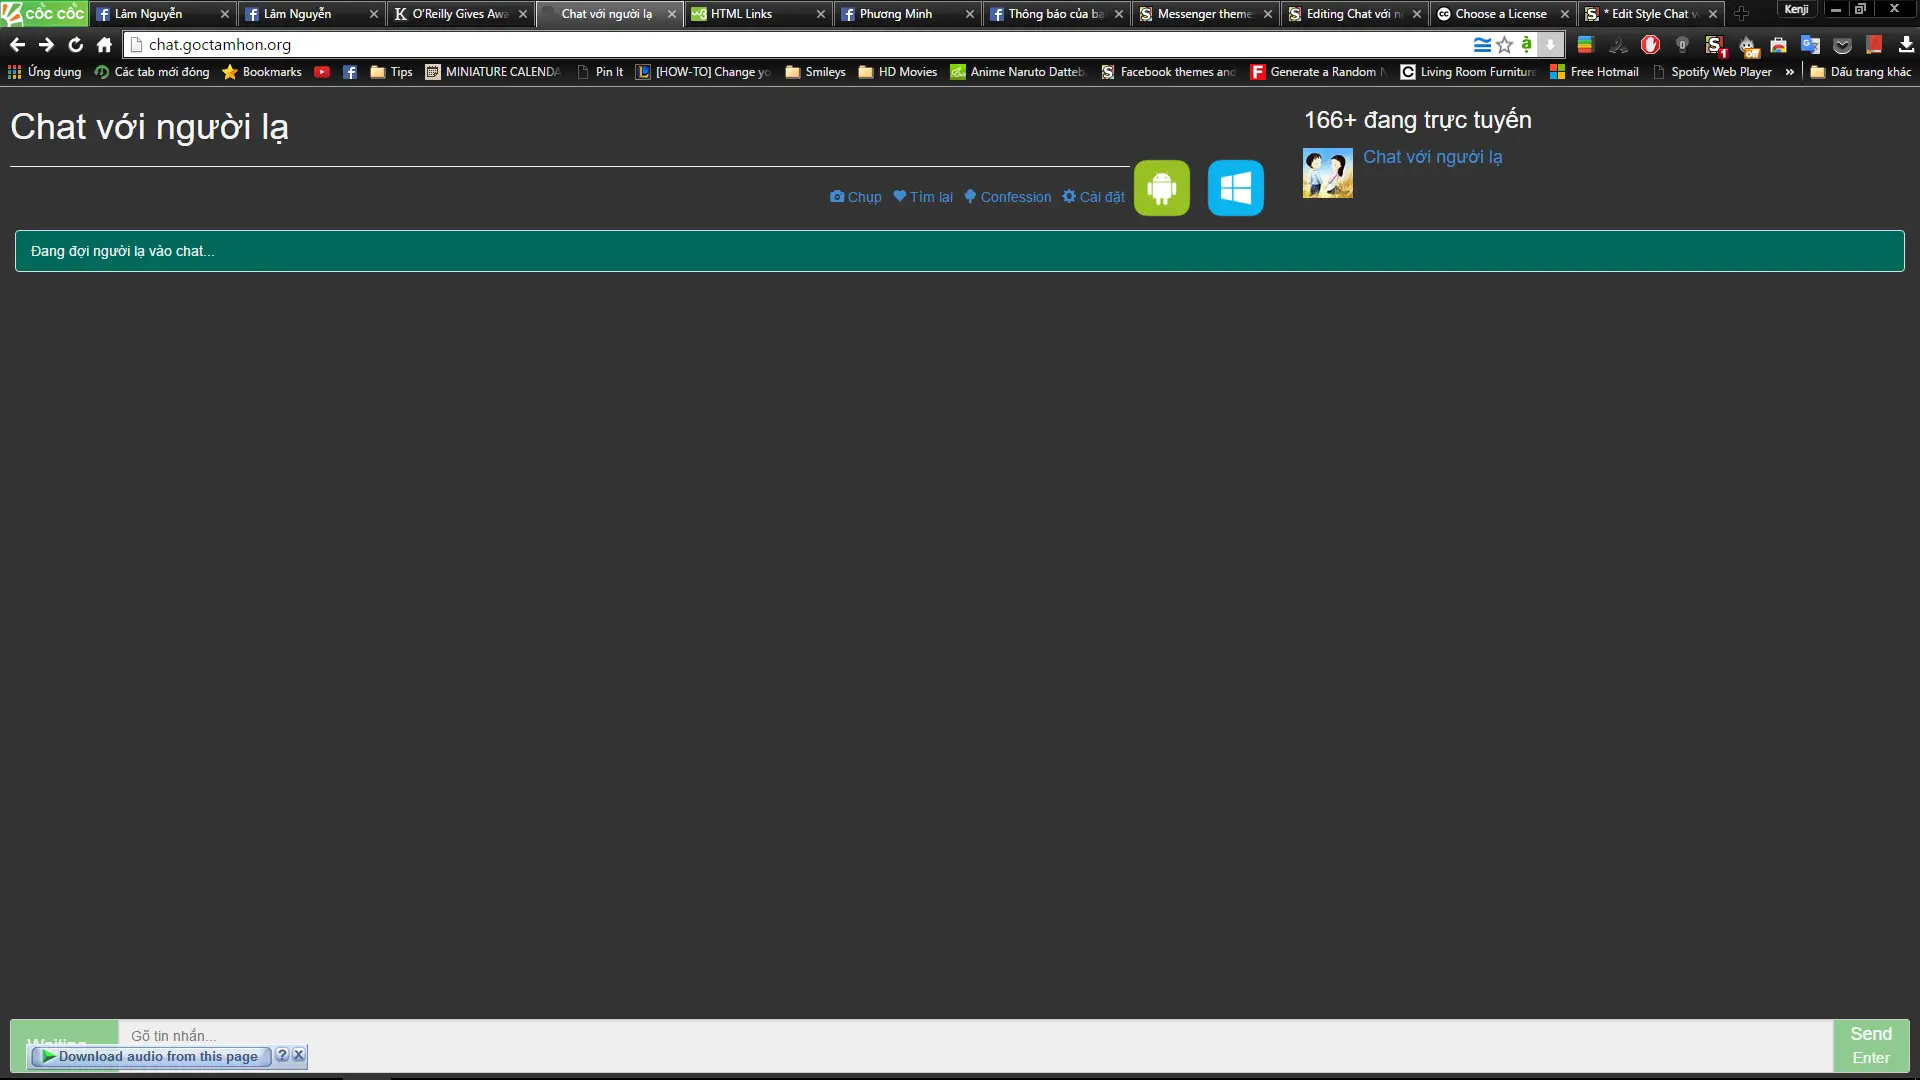 cốc cốc
Lâm Nguyễn
Lâm Nguyễn
O'Reilly Gives Awa
Chat với người lạ
HTML Links
Phương Minh
Thông báo của bạ
Messenger theme
Editing Chat với n
Choose a License
* Edit Style Chat v
Kenji
chat.goctamhon.org
Ứng dụng
Các tab mới đóng
Bookmarks
Tips
MINIATURE CALENDA
Pin It
[HOW-TO] Change yo
Smileys
HD Movies
Anime Naruto Datteb
Facebook themes and
Generate a Random N
Living Room Furniture
Free Hotmail
Spotify Web Player
»
Dấu trang khác
Chat với người lạ
166+ đang trực tuyến
Chat với người lạ
Chụp
Tìm lại
Confession
Cài đặt
Đang đợi người lạ vào chat...
Gõ tin nhắn...
Download audio from this page
Send
Enter